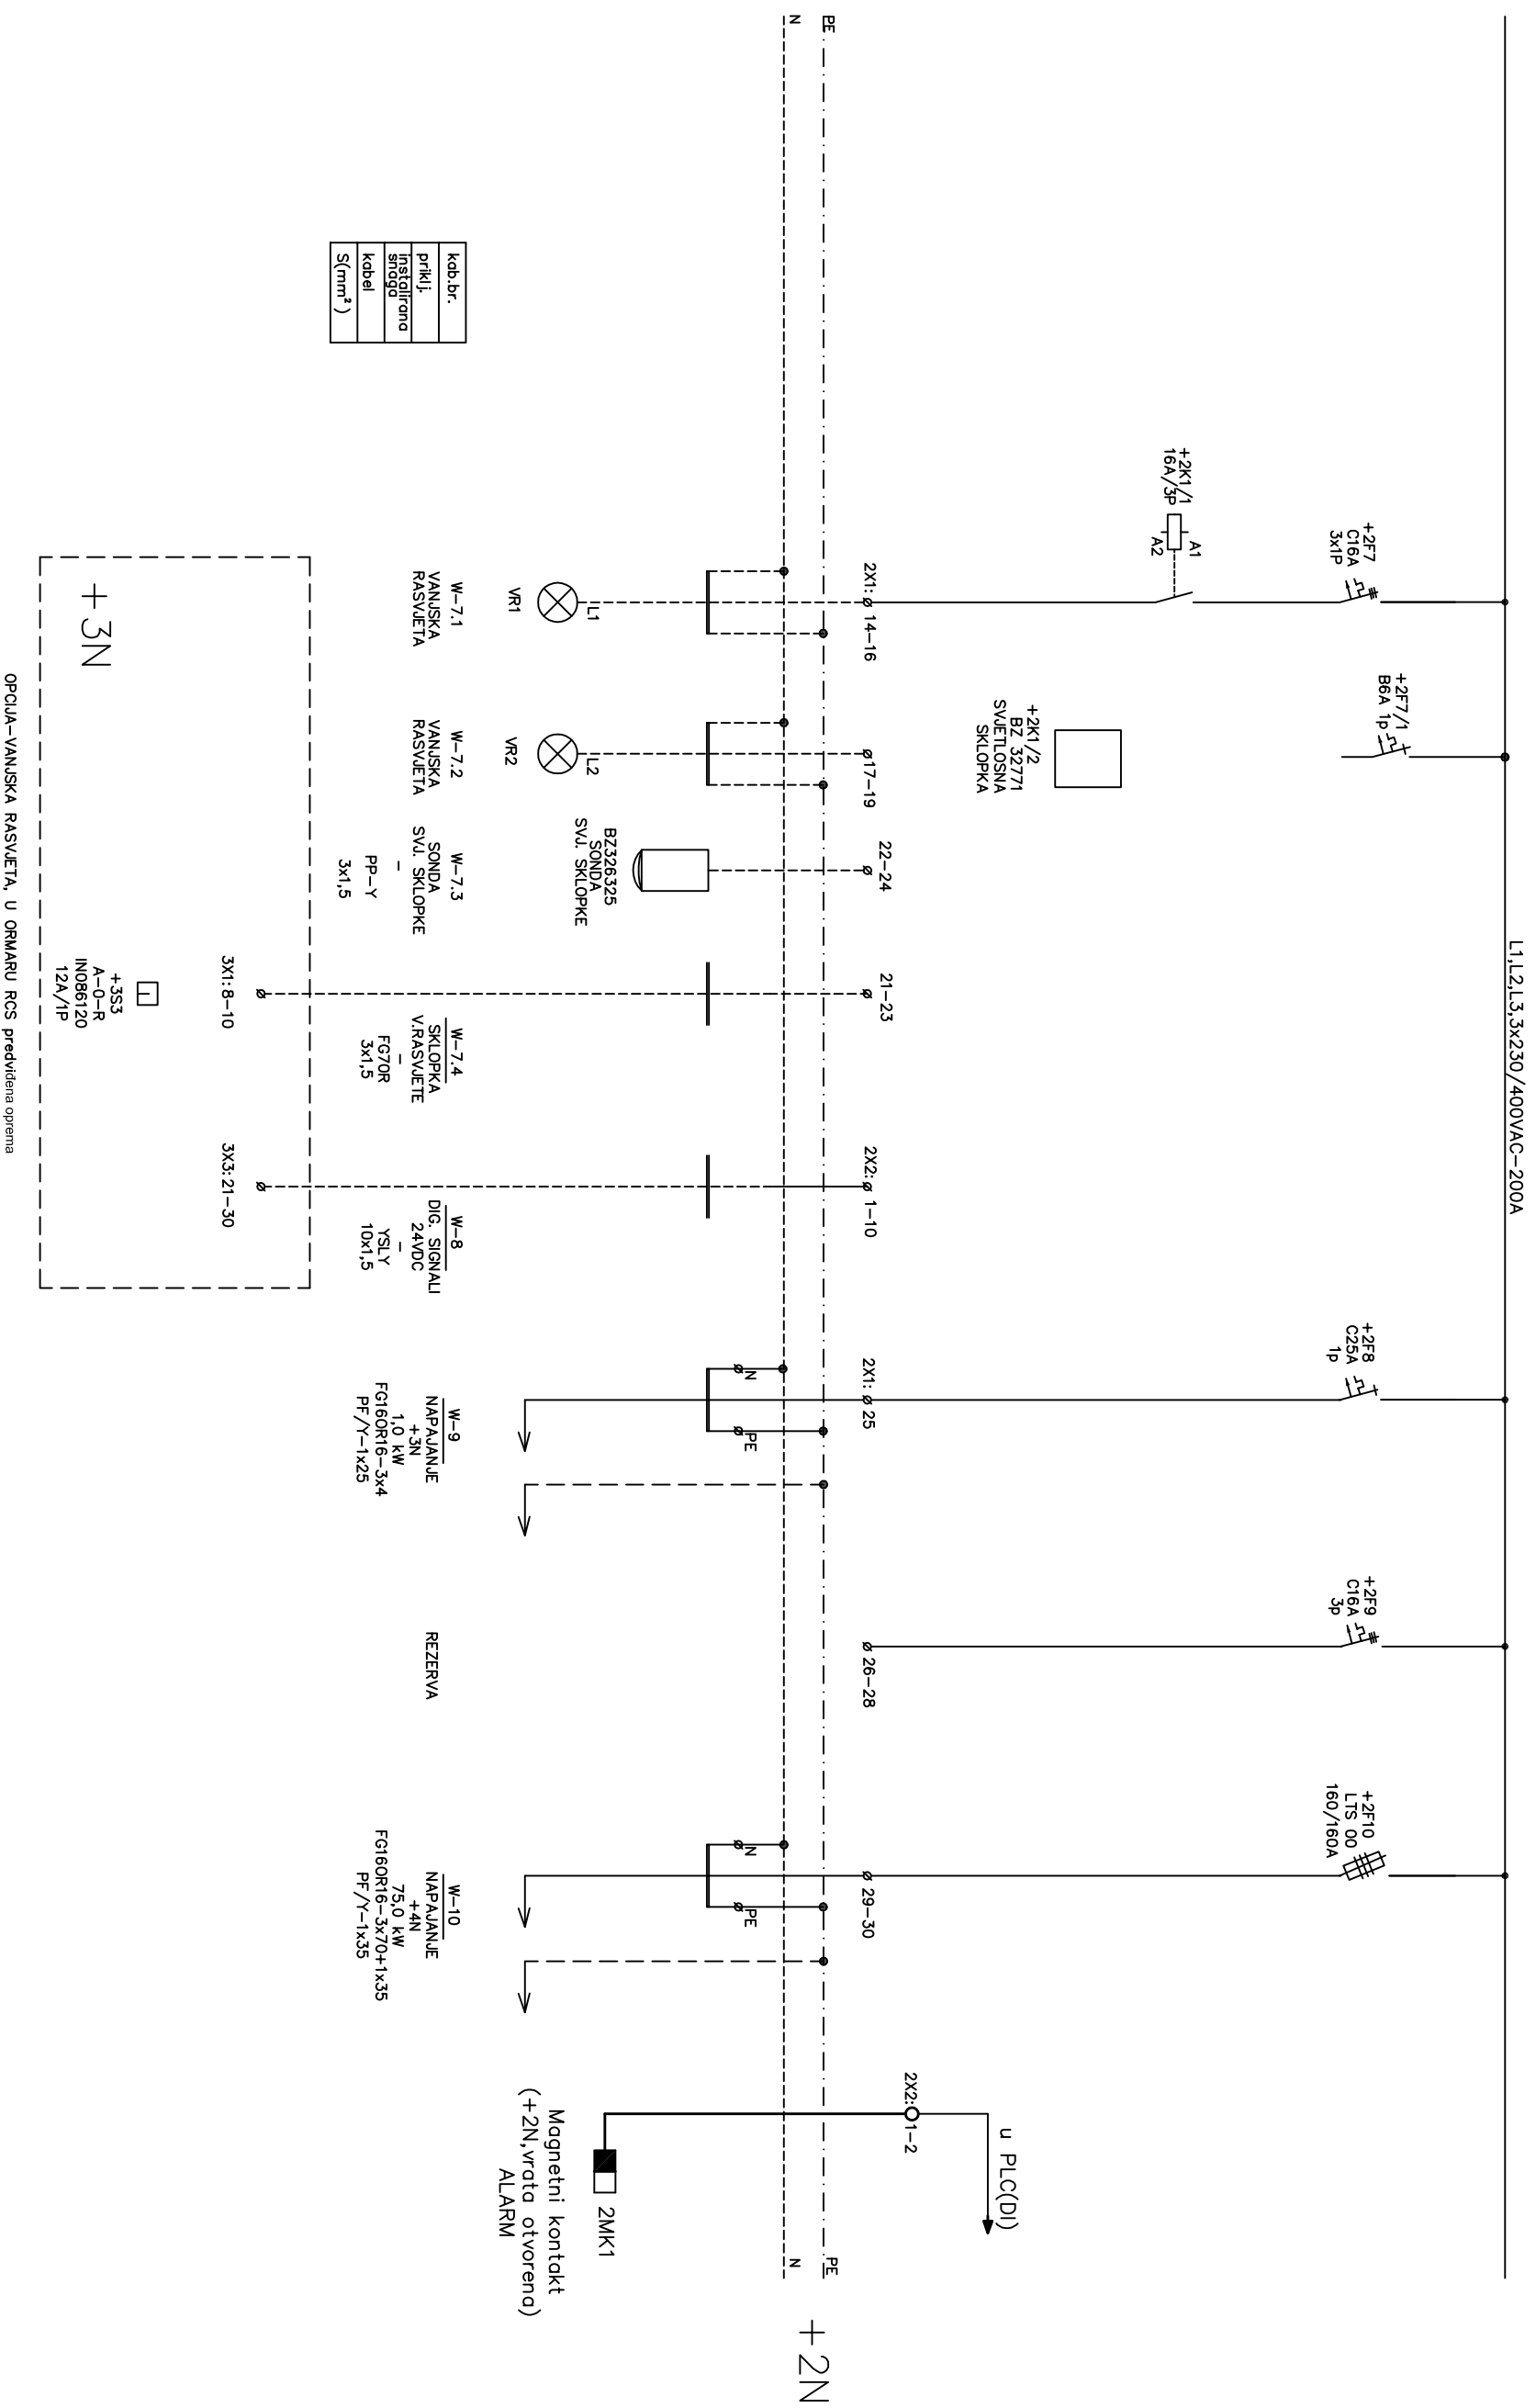 L1,L2,L3,3x230/400VAC-200A
+2F7
C16A
3x1P
+2F7/1
B6A 1p
+2F8
C25A
1p
+2F9
C16A
3p
+2F10
LTS 00
160/160A
+2K1/1
16A/3P
A1
A2
+2K1/2
BZ 32771
SVJETLOSNA
SKLOPKA
u PLC(DI)
2X1: 14-16
17-19
22-24
21-23
2X2: 1-10
2X1: 25
26-28
29-30
2X2: 1-2
PE
PE
N
N
+2N
N
PE
N
PE
L1
VR1
L2
VR2
BZ326325
SONDA
SVJ. SKLOPKE
2MK1
Magnetni kontakt
(+2N,vrata otvorena)
ALARM
kab.br.
priklj.
instalirana
snaga
kabel
S(mm²)
W-7.1
VANJSKA
RASVJETA
W-7.2
VANJSKA
RASVJETA
W-7.3
SONDA
SVJ. SKLOPKE
-
PP-Y
3x1,5
W-7.4
SKLOPKA
V.RASVJETE
-
FG7OR
3x1,5
W-8
DIG. SIGNALI
24VDC
-
YSLY
10x1,5
W-9
NAPAJANJE
+3N
1,0 kW
FG16OR16-3x4
PF/Y-1x25
REZERVA
W-10
NAPAJANJE
+4N
75,0 kW
FG16OR16-3x70+1x35
PF/Y-1x35
3X1:8-10
3X3:21-30
+3S3
A-0-R
IN086120
12A/1P
+3N
OPCIJA-VANJSKA RASVJETA, U ORMARU RCS predviđena oprema